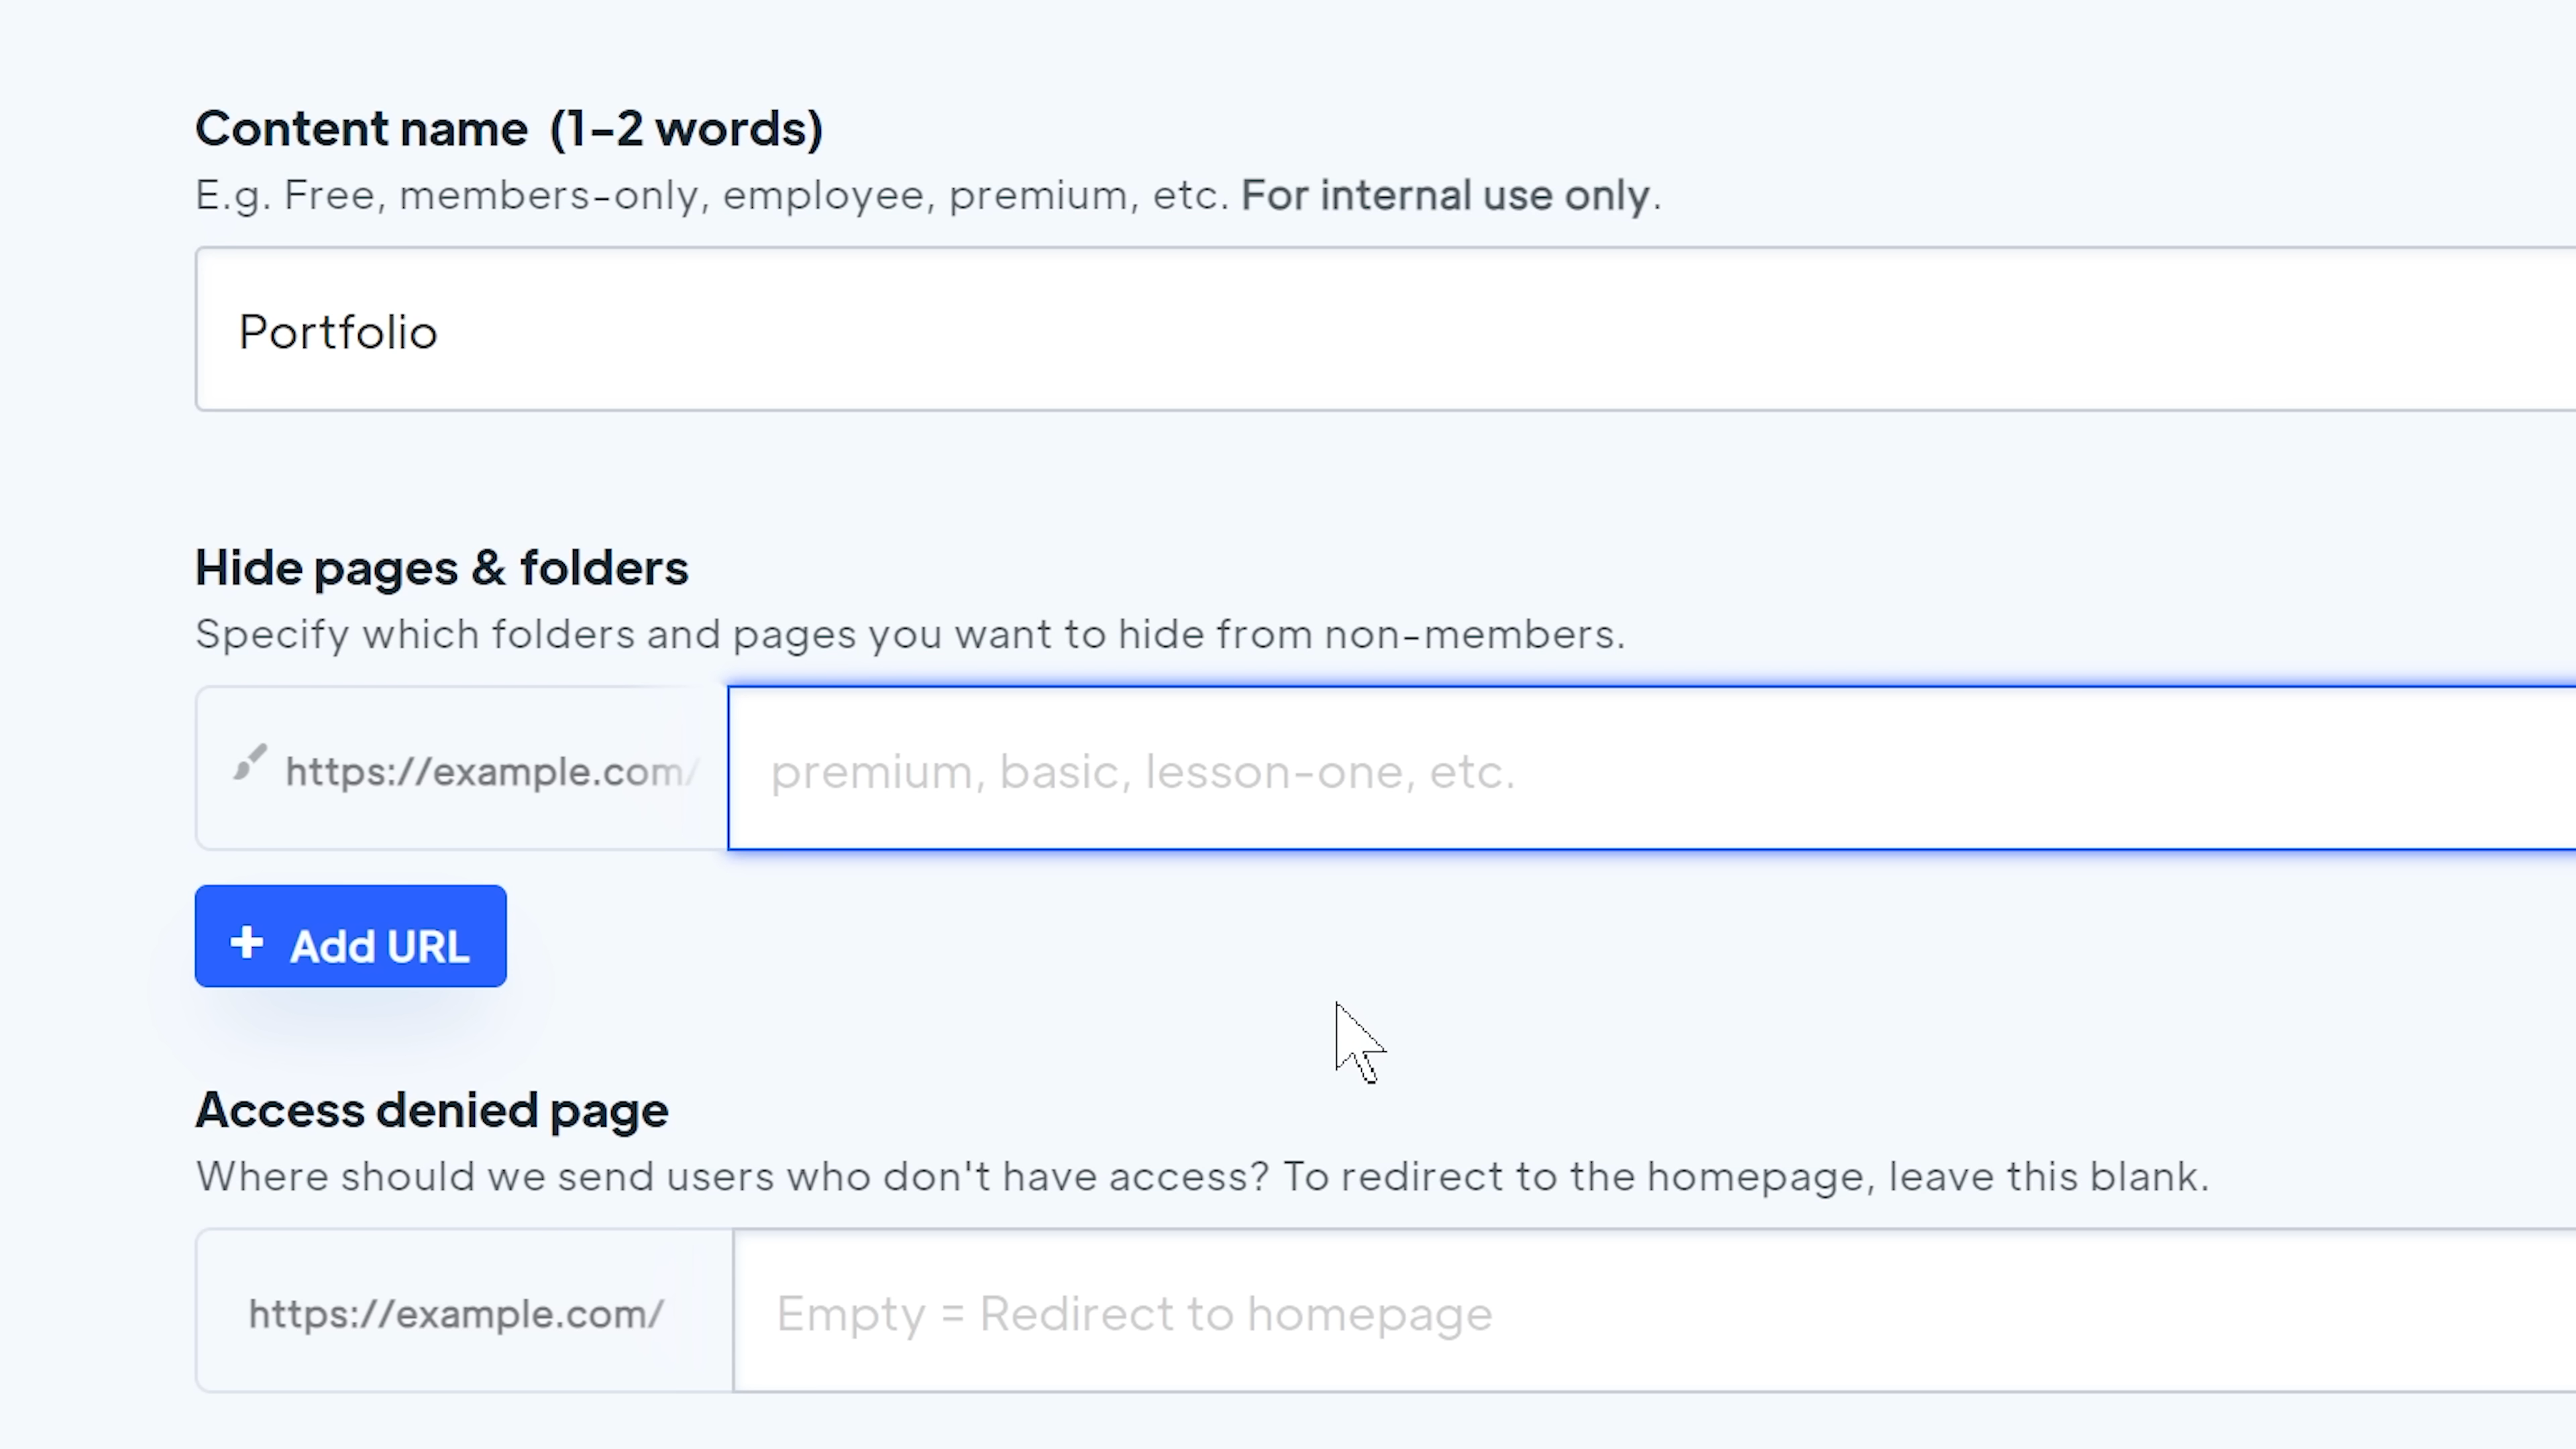 Content name (1-2 words)
E.g. Free, members-only, employee, premium, etc. For internal use only.
Portfolio
Hide pages & folders
Specify which folders and pages you want to hide from non-members.
https://example.com/ premium, basic, lesson-one, etc.
+ Add URL
Access denied page
Where should we send users who don't have access? To redirect to the homepage, leave this blank.
https://example.com/ Empty = Redirect to homepage